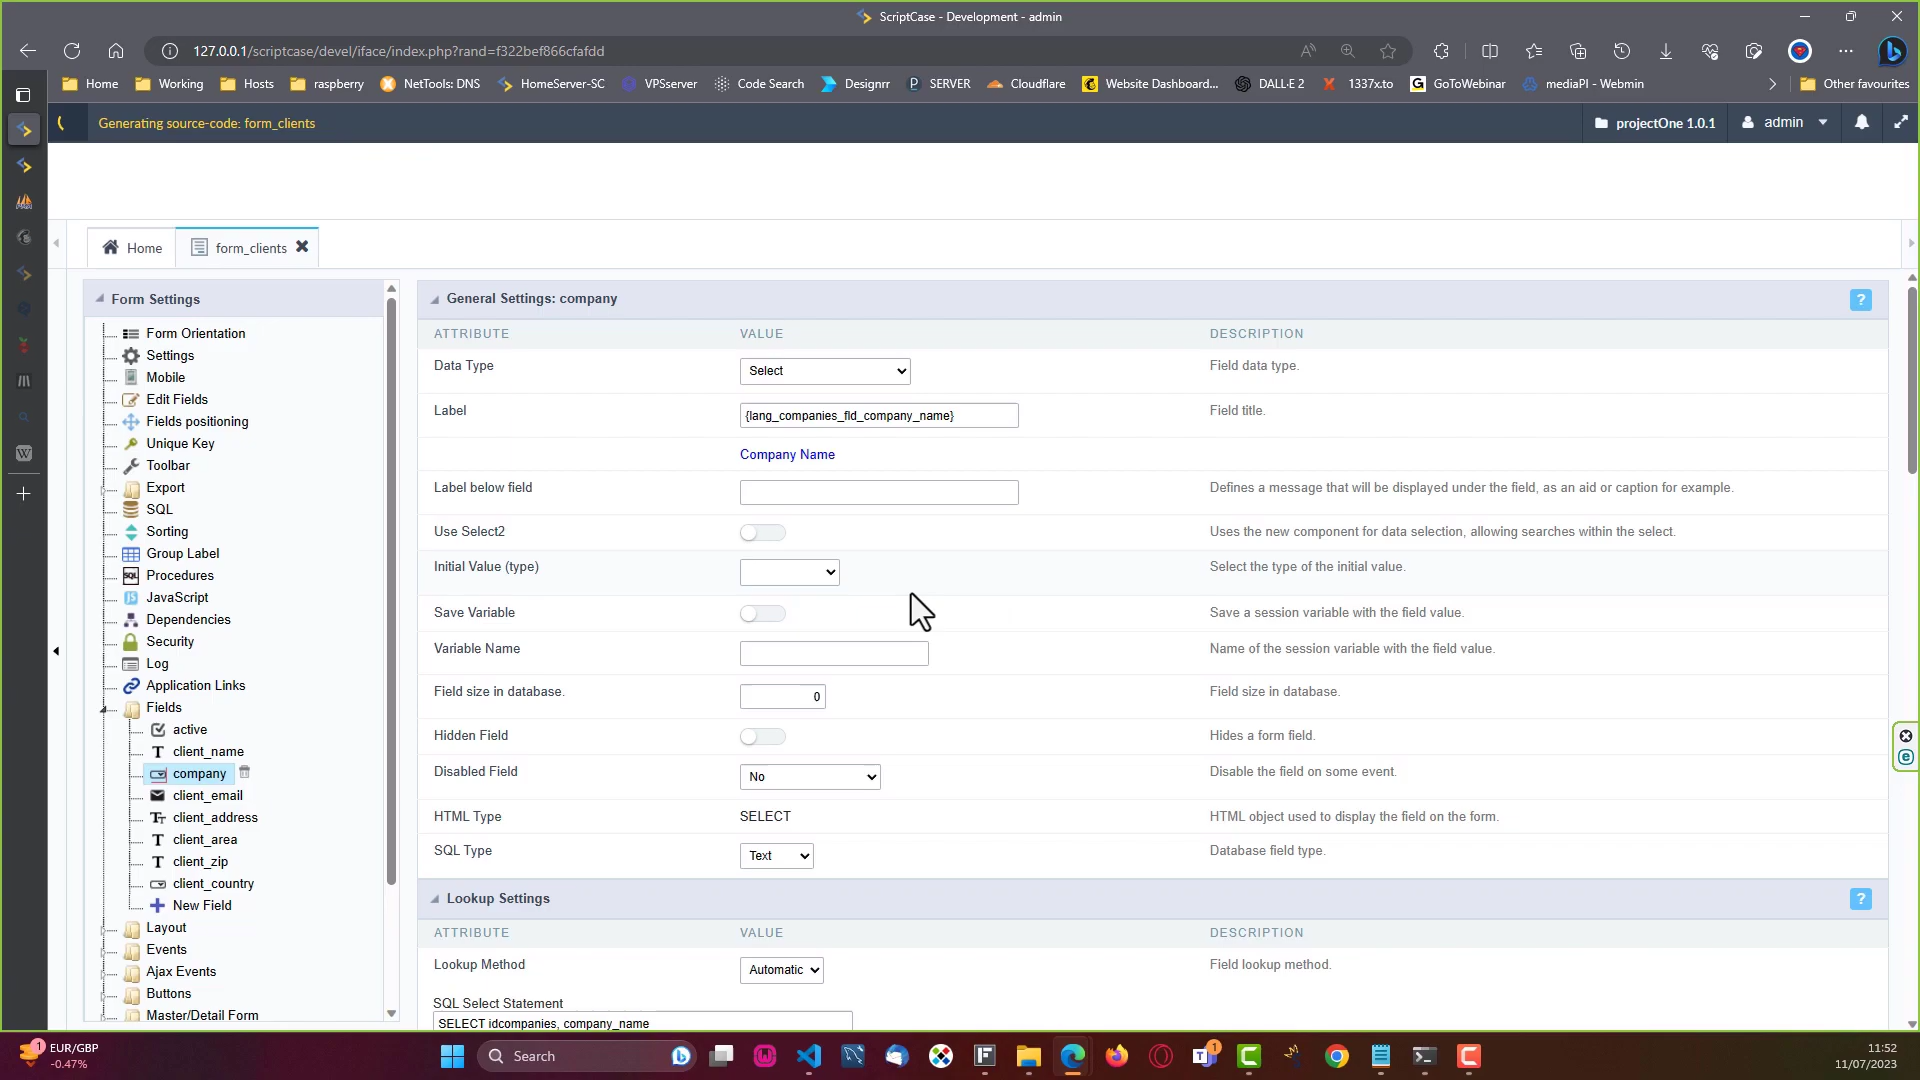 ScriptCase - Development - admin
127.0.0.1/scriptcase/devel/iface/index.php?rand=f322bef866cfafdd
Home
Working
Hosts
raspberry
NetTools: DNS
HomeServer-SC
VPSserver
Code Search
Designrr
SERVER
Cloudflare
Website Dashboard...
DALL·E 2
1337x.to
GoToWebinar
mediaPI - Webmin
Other favourites
Generating source-code: form_clients
projectOne 1.0.1
admin
Home
form_clients
Form Settings
Form Orientation
Settings
Mobile
Edit Fields
Fields positioning
Unique Key
Toolbar
Export
SQL
Sorting
Group Label
Procedures
JavaScript
Dependencies
Security
Log
Application Links
Fields
active
client_name
company
client_email
client_address
client_area
client_zip
client_country
New Field
Layout
Events
Ajax Events
Buttons
Master/Detail Form
General Settings: company
?
ATTRIBUTE VALUE DESCRIPTION
Data Type Select Field data type.
Label {lang_companies_fld_company_name} Field title.
Company Name
Label below field Defines a message that will be displayed under the field, as an aid or caption for example.
Use Select2 Uses the new component for data selection, allowing searches within the select.
Initial Value (type) Select the type of the initial value.
Save Variable Save a session variable with the field value.
Variable Name Name of the session variable with the field value.
Field size in database. 0 Field size in database.
Hidden Field Hides a form field.
Disabled Field No Disable the field on some event.
HTML Type SELECT HTML object used to display the field on the form.
SQL Type Text Database field type.
Lookup Settings
?
ATTRIBUTE VALUE DESCRIPTION
Lookup Method Automatic Field lookup method.
SQL Select Statement
SELECT idcompanies, company_name
1
EUR/GBP
-0.47%
Search
1
11:52
11/07/2023